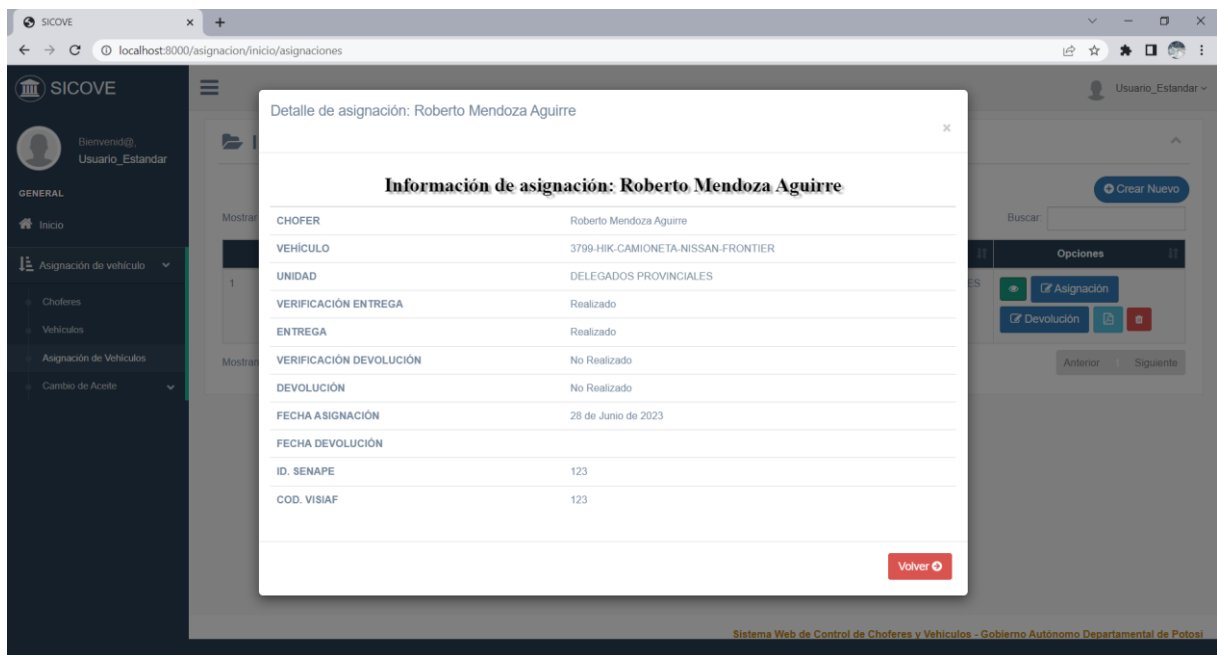 SICOVE
localhost:8000/asignacion/inicio/asignaciones
SICOVE
Usuario_Estandar
Bienvenid@,
Usuario_Estandar
GENERAL
Inicio
Asignación de vehículo
Choferes
Vehículos
Asignación de Vehículos
Cambio de Aceite
Crear Nuevo
Mostrar
Buscar:
Opciones
1
ES
Asignación
Devolución
Anterior 1 Siguiente
Detalle de asignación: Roberto Mendoza Aguirre
×
Información de asignación: Roberto Mendoza Aguirre
CHOFER Roberto Mendoza Aguirre
VEHÍCULO 3799-HIK-CAMIONETA-NISSAN-FRONTIER
UNIDAD DELEGADOS PROVINCIALES
VERIFICACIÓN ENTREGA Realizado
ENTREGA Realizado
VERIFICACIÓN DEVOLUCIÓN No Realizado
DEVOLUCIÓN No Realizado
FECHA ASIGNACIÓN 28 de Junio de 2023
FECHA DEVOLUCIÓN
ID. SENAPE 123
COD. VISIAF 123
Volver
Sistema Web de Control de Choferes y Vehículos - Gobierno Autónomo Departamental de Potosí